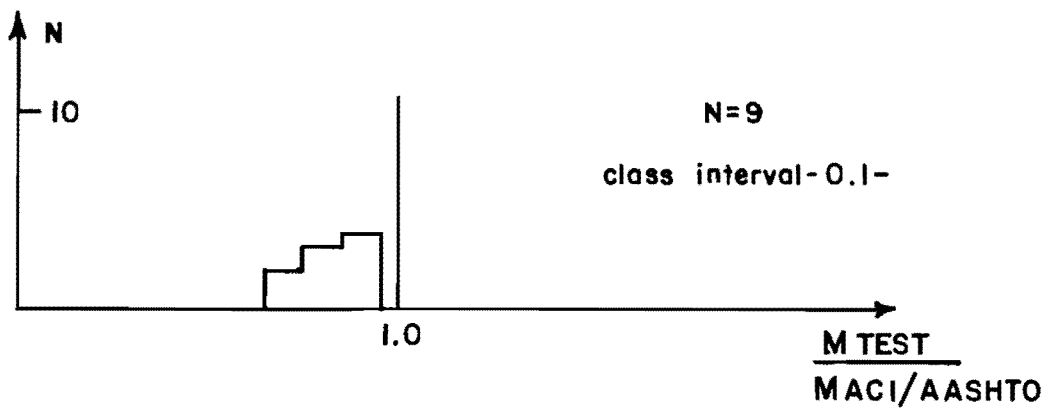 N
10
N=9
class interval-0.1-
1.0
M TEST
MACI/AASHTO